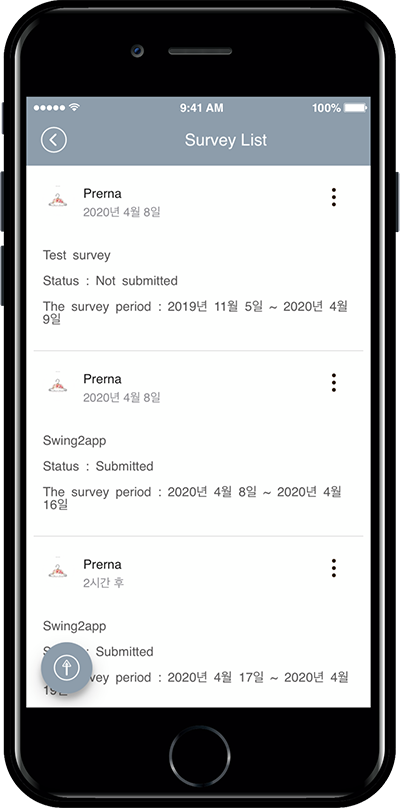 9:41 AM
100%
Survey List
Prerna
2020년 4월 8일
Test survey
Status : Not submitted
The survey period : 2019년 11월 5일 ~ 2020년 4월
9일
Prerna
2020년 4월 8일
Swing2app
Status : Submitted
The survey period : 2020년 4월 8일 ~ 2020년 4월
16일
Prerna
2시간 후
Swing2app
: Submitted
survey period : 2020년 4월 17일 ~ 2020년 4월
19일